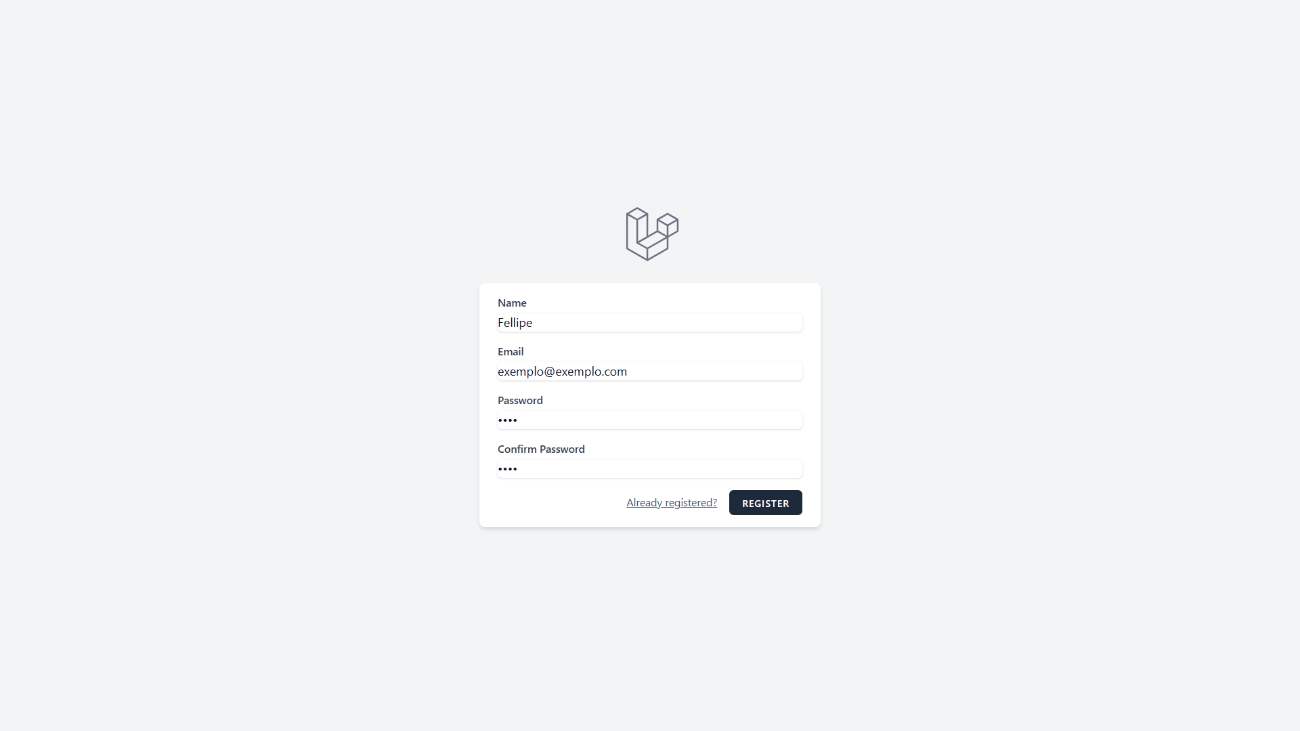 Name
Fellipe
Email
exemplo@exemplo.com
Password
••••
Confirm Password
••••
Already registered? REGISTER